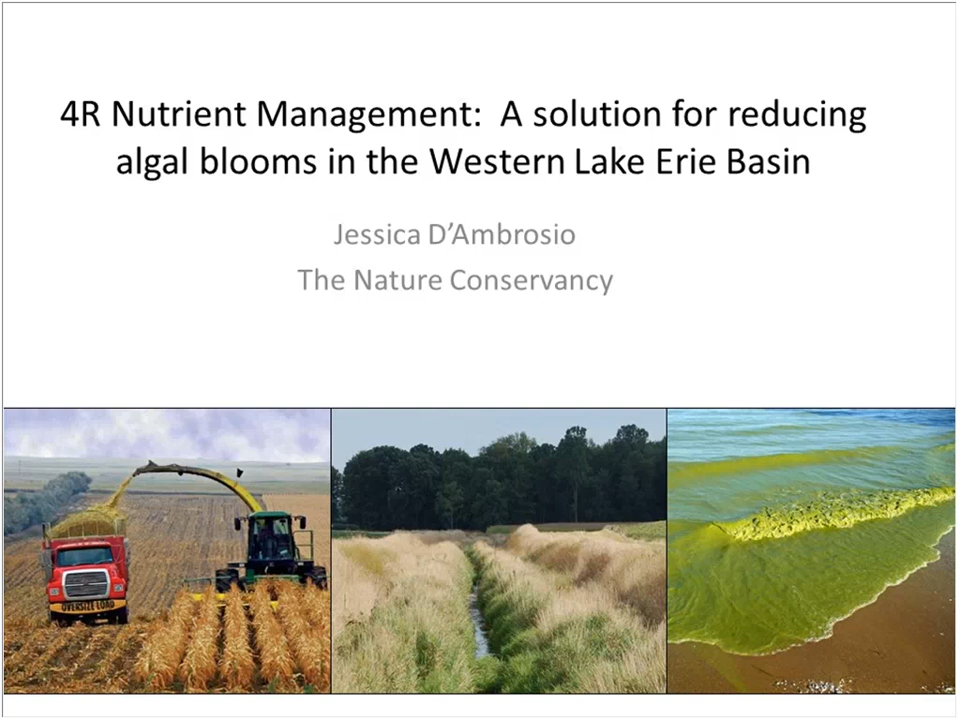 4R Nutrient Management:  A solution for reducing
algal blooms in the Western Lake Erie Basin
Jessica D’Ambrosio
The Nature Conservancy
OVERSIZE LOAD